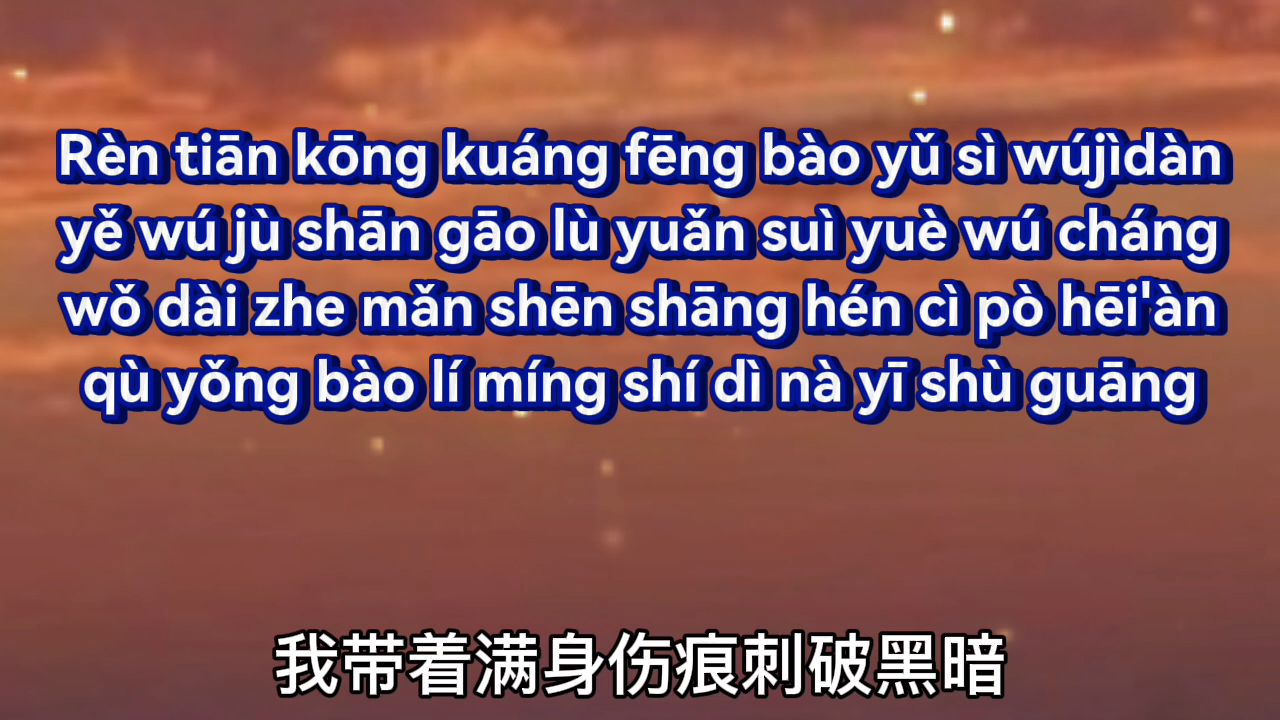 Rèn tiān kōng kuáng fēng bào yǔ sì wújìdàn
yě wú jù shān gāo lù yuǎn suì yuè wú cháng
wǒ dài zhe mǎn shēn shāng hén cì pò hēi'àn
qù yǒng bào lí míng shí dì nà yī shù guāng
我带着满身伤痕刺破黑暗